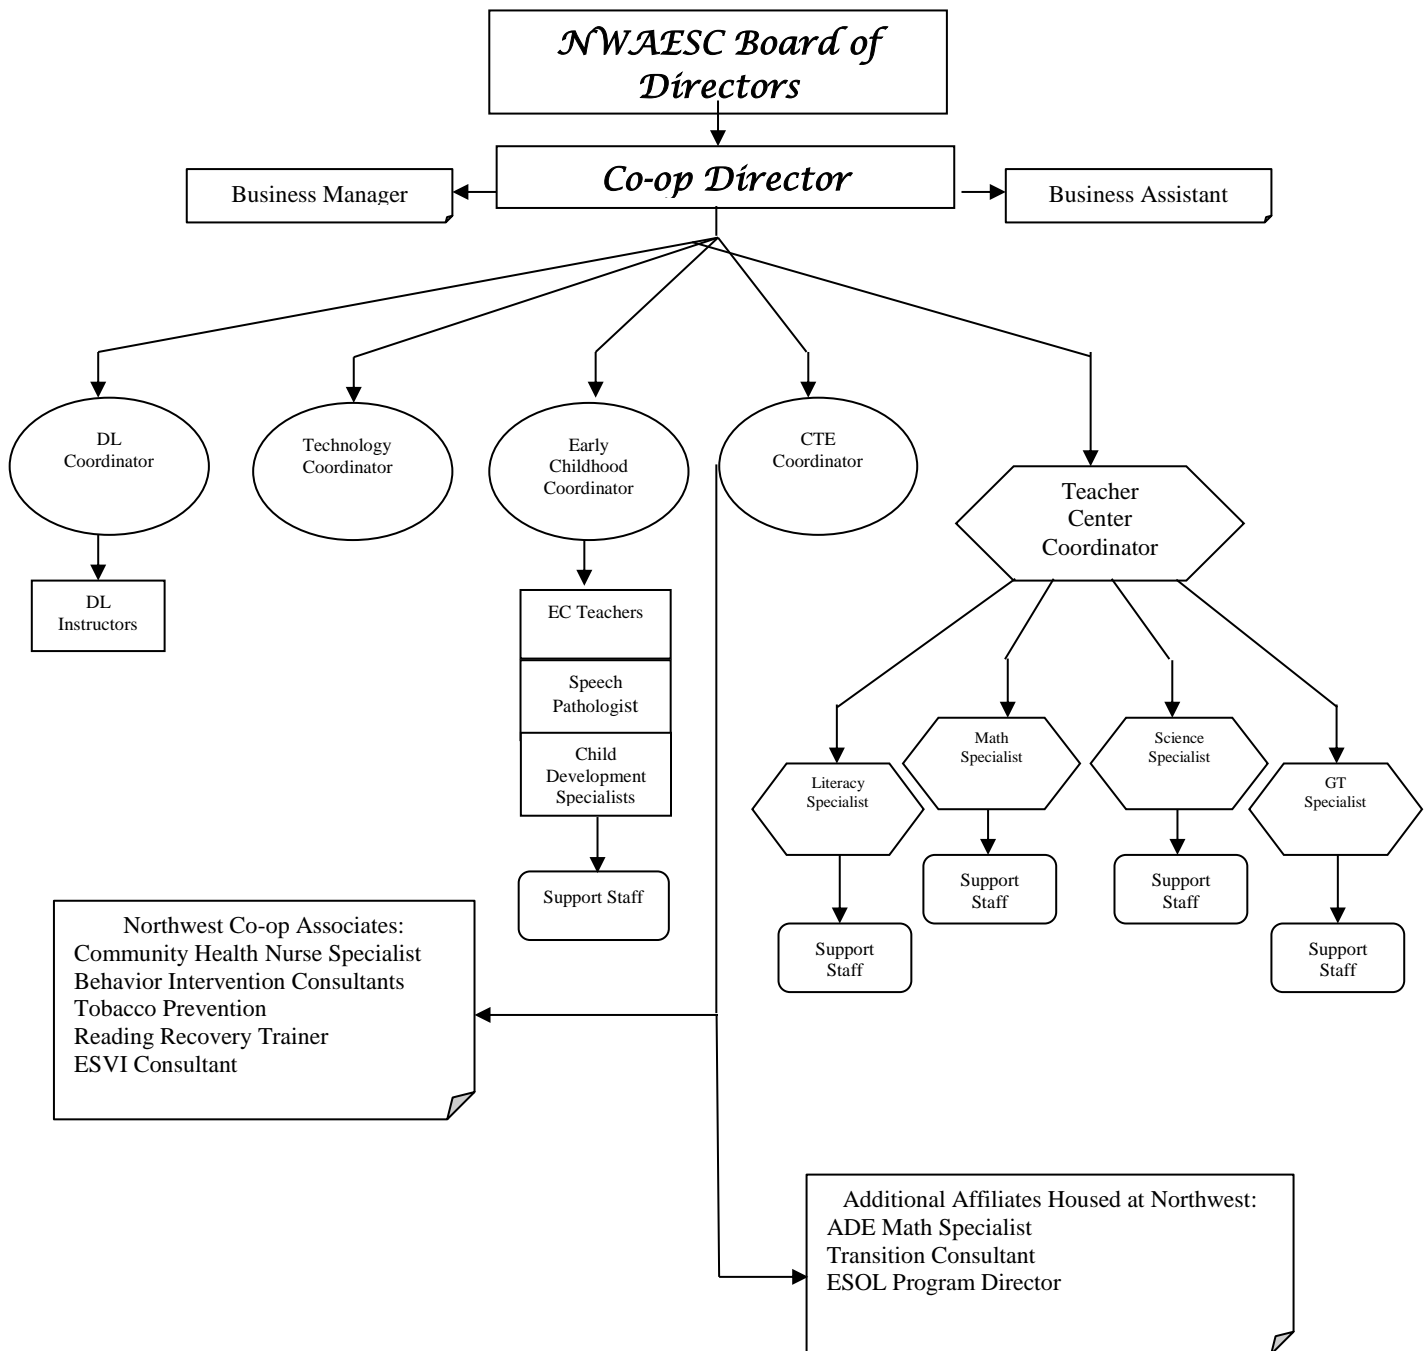 NWAESC Board of
Directors
Co-op Director
Business Manager
Business Assistant
DL
Coordinator
Technology
Coordinator
Early
Childhood
Coordinator
CTE
Coordinator
Teacher
Center
Coordinator
DL
Instructors
EC Teachers
Speech
Pathologist
Child
Development
Specialists
Support Staff
Literacy
Specialist
Math
Specialist
Science
Specialist
GT
Specialist
Support
Staff
Support
Staff
Support
Staff
Support
Staff
Northwest Co-op Associates:
Community Health Nurse Specialist
Behavior Intervention Consultants
Tobacco Prevention
Reading Recovery Trainer
ESVI Consultant
Additional Affiliates Housed at Northwest:
ADE Math Specialist
Transition Consultant
ESOL Program Director